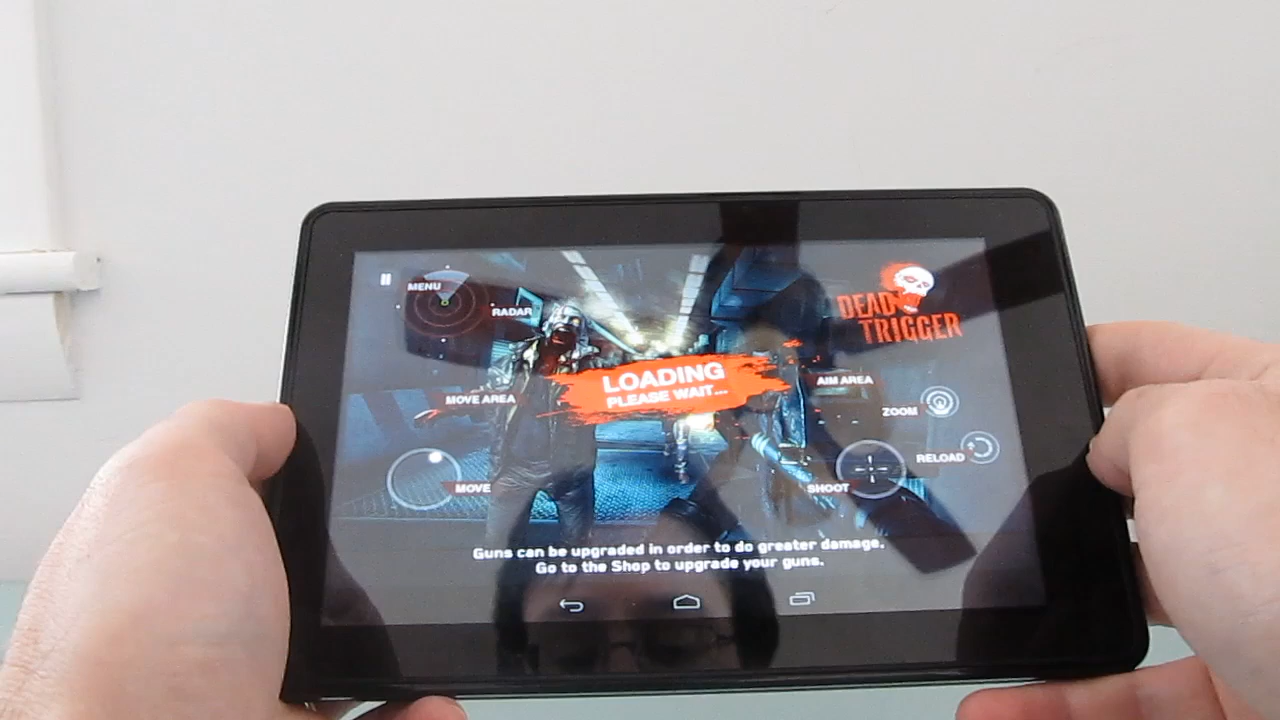 MENU
RADAR
DEAD
TRIGGER
LOADING
PLEASE WAIT...
MOVE AREA
AIM AREA
ZOOM
RELOAD
MOVE
SHOOT
Guns can be upgraded in order to do greater damage.
Go to the Shop to upgrade your guns.